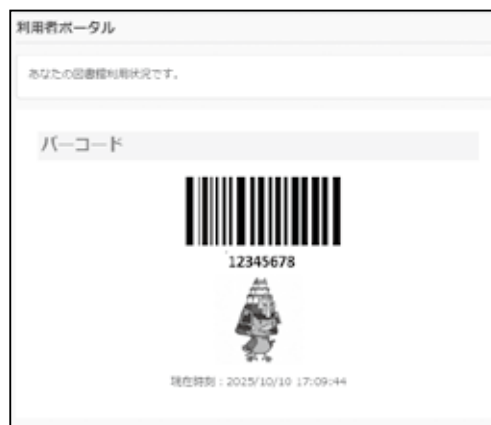 利用者ポータル
あなたの図書館利用状況です。
バーコード
12345678
現在時刻：2025/10/10 17:09:44